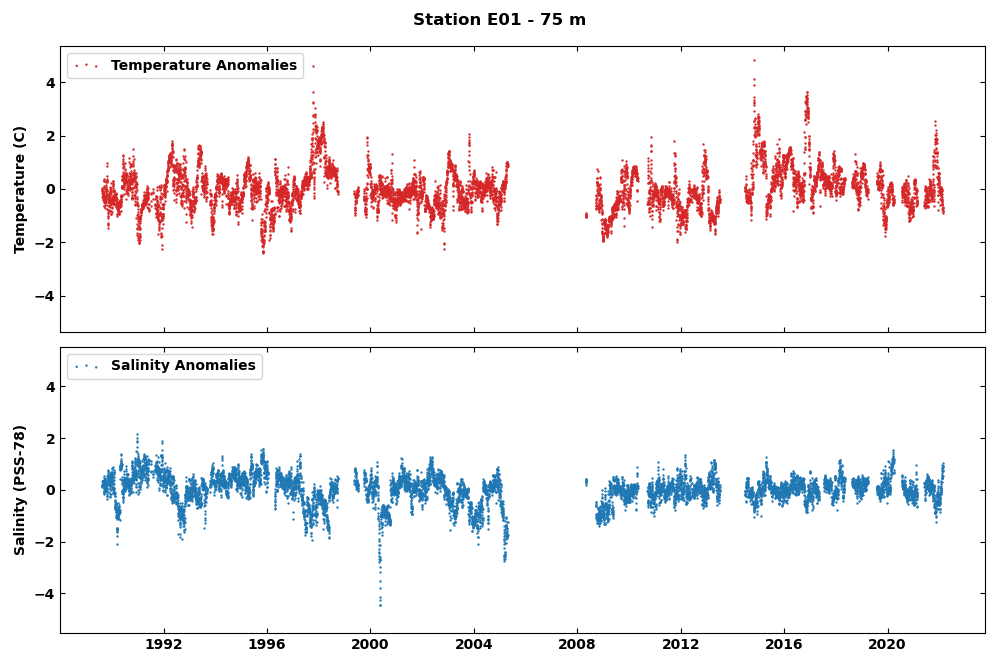 Station E01 - 75 m
Temperature Anomalies
Temperature (C)
4
2
0
−2
−4
Salinity Anomalies
Salinity (PSS-78)
4
2
0
−2
−4
1992 1996 2000 2004 2008 2012 2016 2020